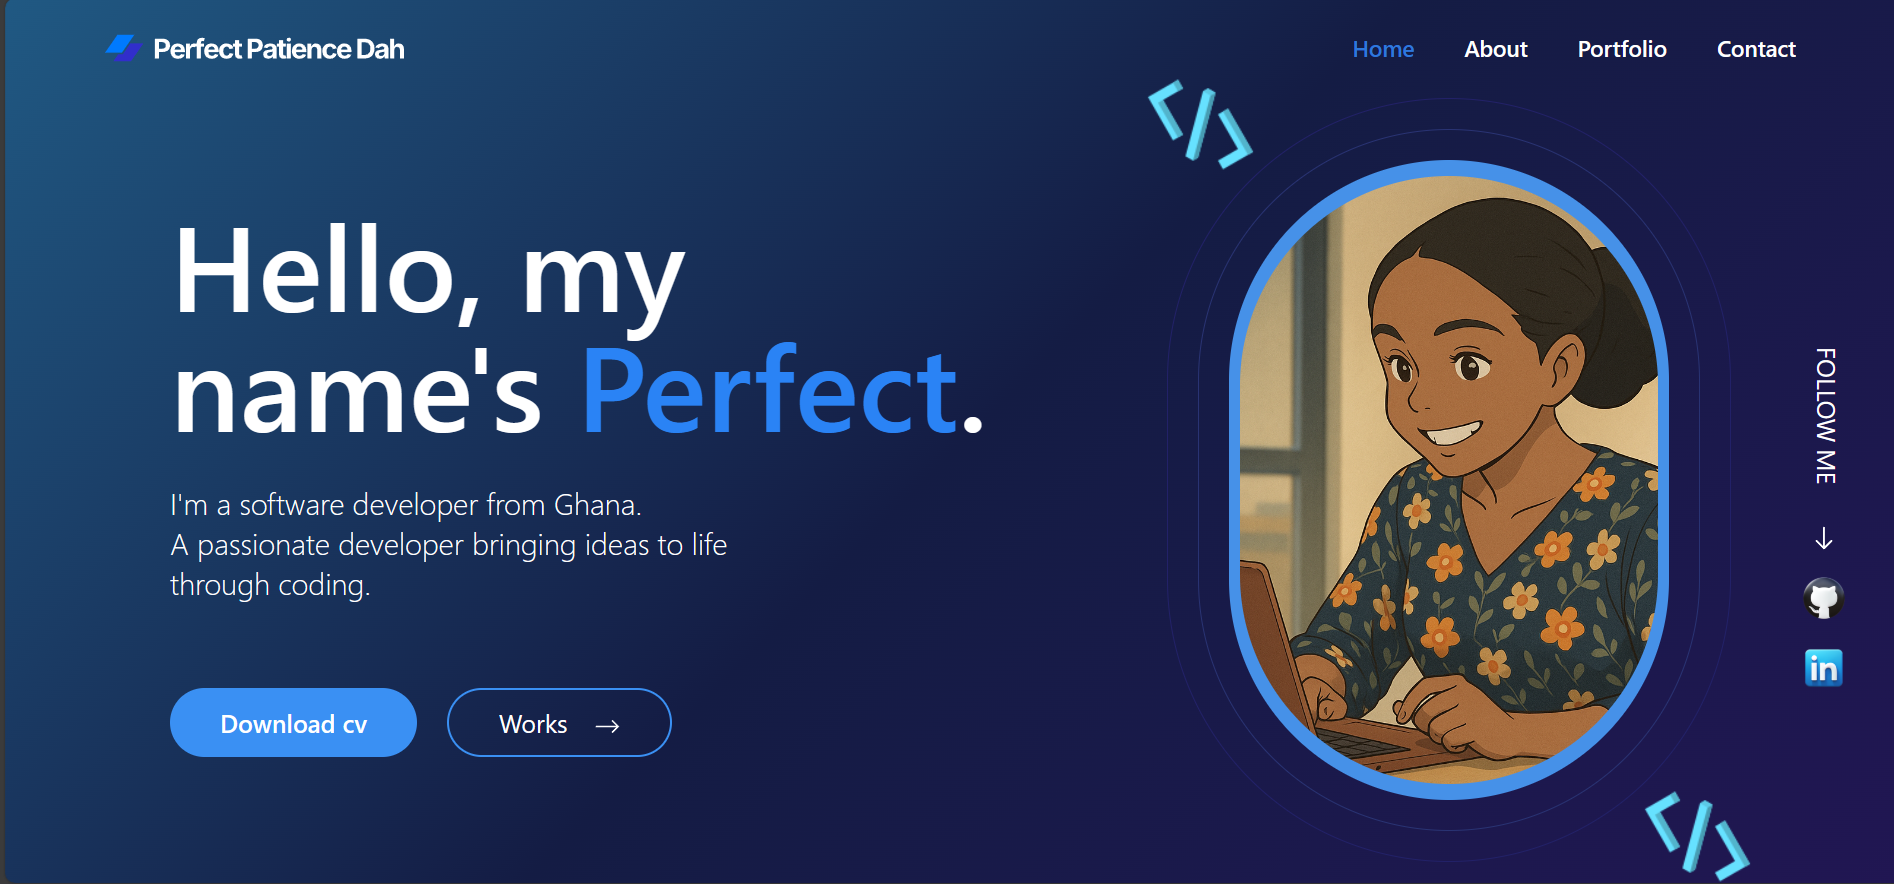 Perfect Patience Dah
Home
About
Portfolio
Contact
Hello, my
name's Perfect.
I'm a software developer from Ghana.
A passionate developer bringing ideas to life
through coding.
Download cv
Works →
FOLLOW ME
in